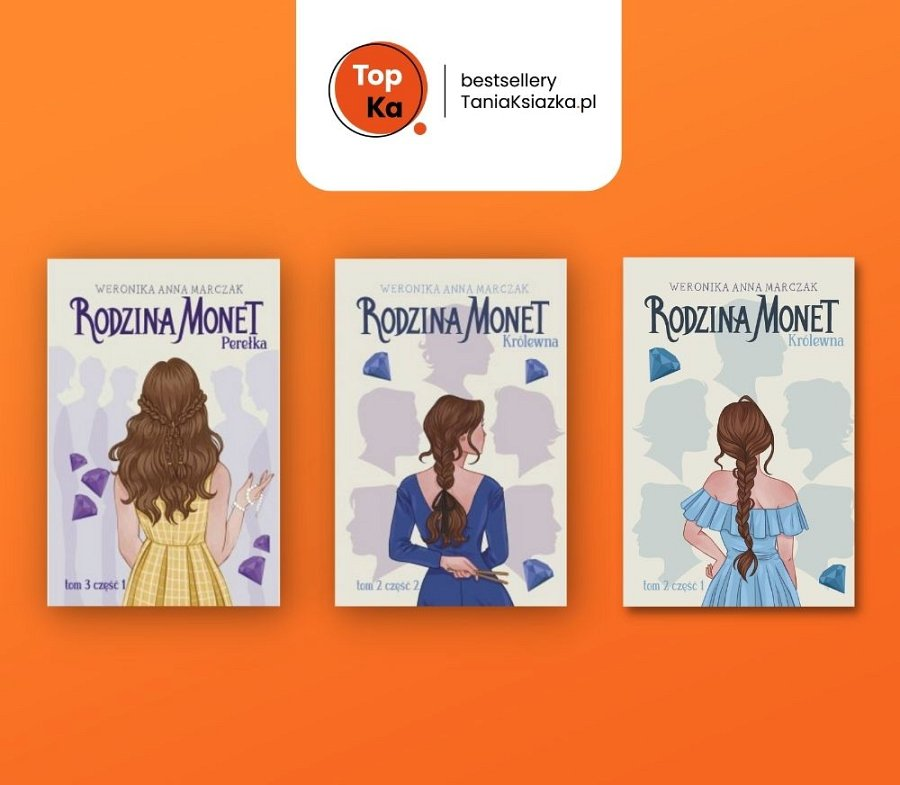 Top
Ka
bestsellery
TaniaKsiazka.pl
WERONIKA ANNA MARCZAK
RODZINA MONET
Perełka
tom 3 część 1
WERONIKA ANNA MARCZAK
RODZINA MONET
Królewna
tom 2 część 2
WERONIKA ANNA MARCZAK
RODZINA MONET
Królewna
tom 2 część 1